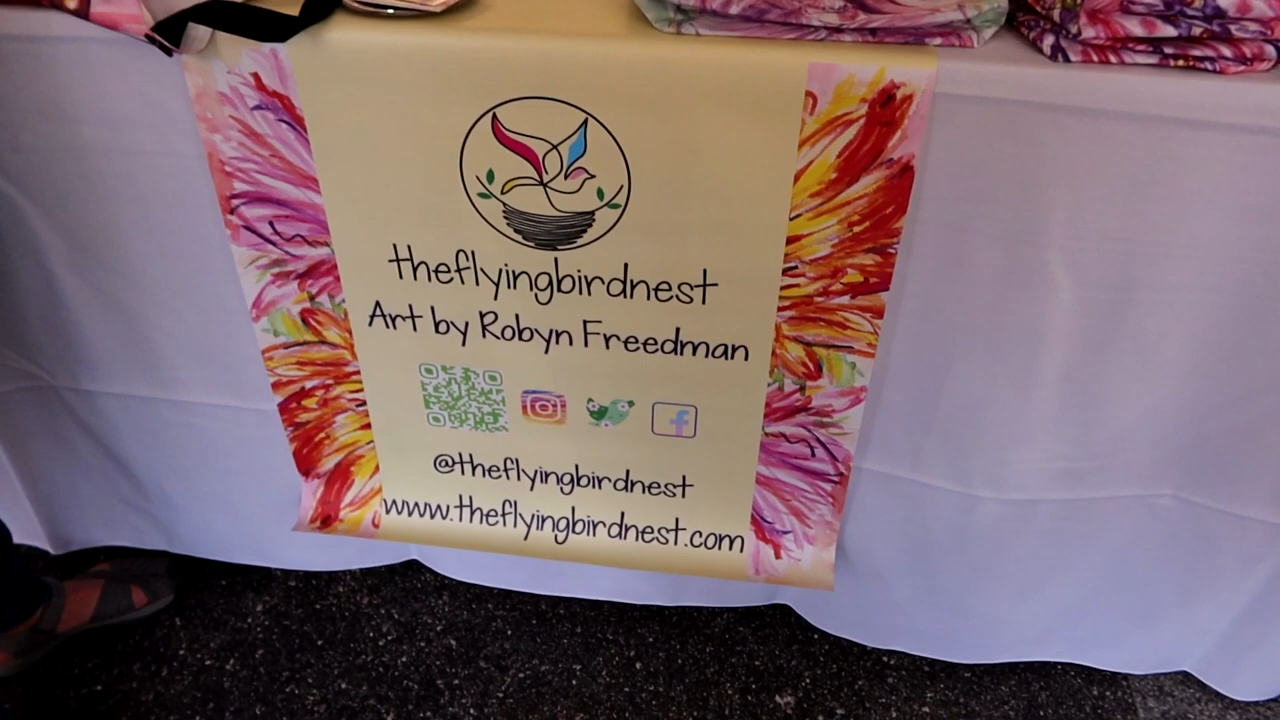 theflyingbirdnest
Art by Robyn Freedman
@theflyingbirdnest
www.theflyingbirdnest.com